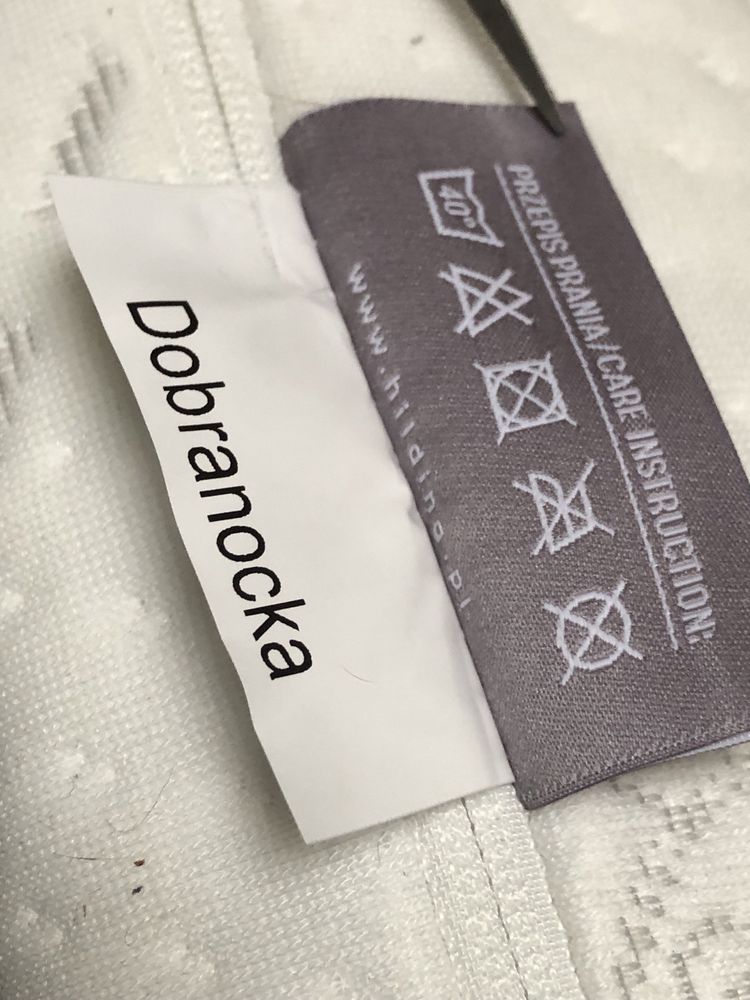 PRZEPIS PRANIA/CARE INSTRUCTION:
40°
www.hilding.pl
Dobranocka